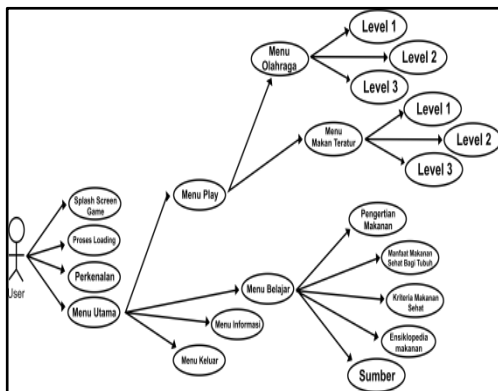 Menu
Olahraga
Level 1
Level 2
Level 3
Menu
Makan Teratur
Level 1
Level 2
Level 3
Menu Play
Splash Screen
Game
Proses Loading
Perkenalan
Menu Utama
User
Menu Belajar
Menu Informasi
Menu Keluar
Pengertian
Makanan
Manfaat Makanan
Sehat Bagi Tubuh
Kriteria Makanan
Sehat
Ensiklopedia
makanan
Sumber